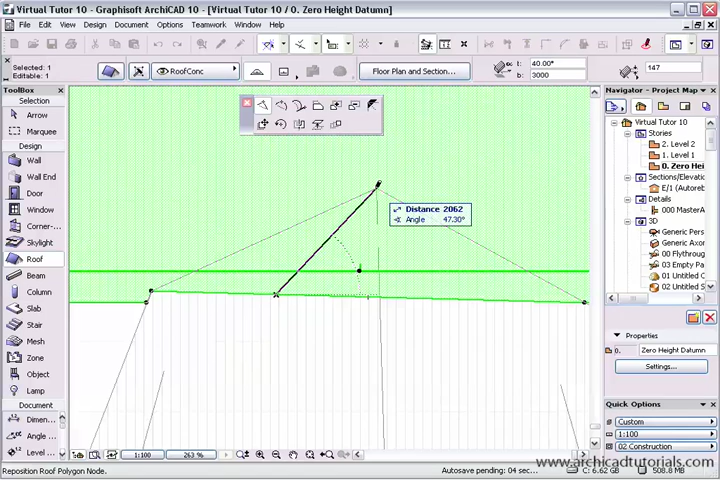 Virtual Tutor 10 - Graphisoft ArchiCAD 10 - [Virtual Tutor 10 / 0. Zero Height Datumn]
File Edit View Design Document Options Teamwork Window Help
Selected: 1
Editable: 1
RoofConc
Floor Plan and Section...
t: 40.00°
b: 3000
147
ToolBox
Selection
Arrow
Marquee
Design
Wall
Wall End
Door
Window
Corner-...
Skylight
Roof
Beam
Column
Slab
Stair
Mesh
Zone
Object
Lamp
Document
Dimen...
Angle ...
Level ...
Distance 2062
Angle 47.30°
Navigator - Project Map
Virtual Tutor 10
Stories
2. Level 2
1. Level 1
0. Zero Hei
Sections/Elevatio
E/1 (Autoreb
Details
000 MasterA
3D
Generic Pers
Generic Axor
00 Flythroug
03 Empty Pa
01 Untitled C
02 Untitled C
Properties
0. Zero Height Datumn
Settings...
Quick Options
Custom
1:100
02 Construction
1:100
263 %
Reposition Roof Polygon Node.
Autosave pending: 04 sec...
C: 6.62 GB
508.8 MB
www.archicadtutorials.com